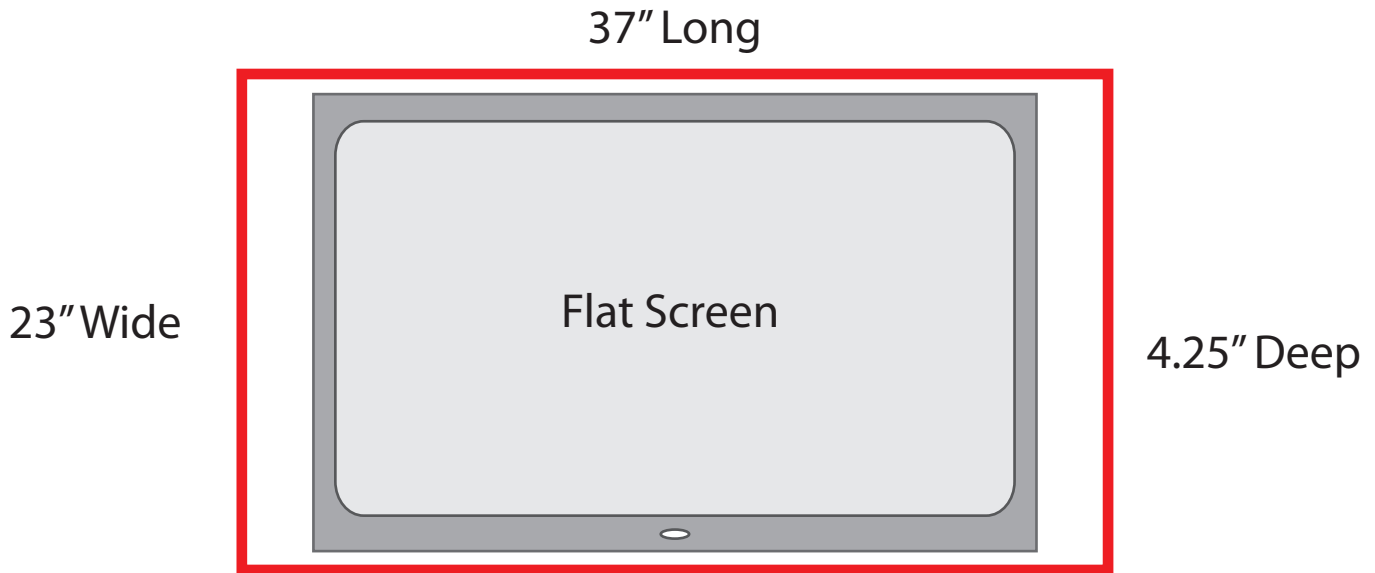 37” Long
23” Wide
Flat Screen
4.25” Deep